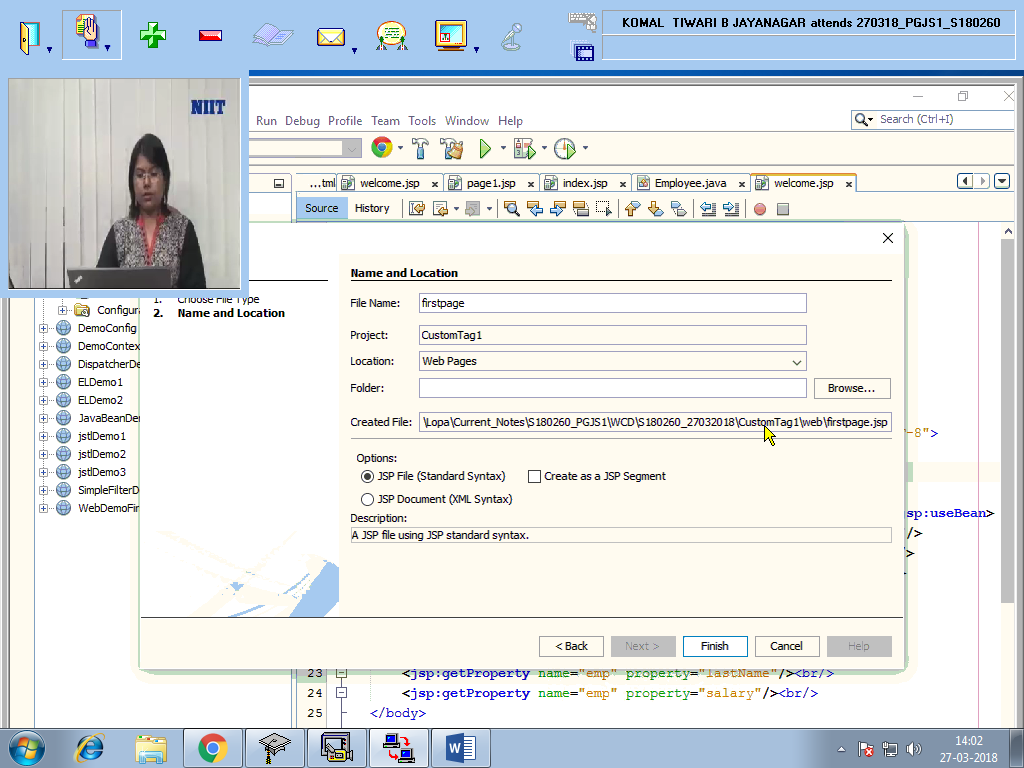 KOMAL TIWARI B JAYANAGAR attends 270318_PGJS1_S180260
NIIT
Run Debug Profile Team Tools Window Help
Search (Ctrl+I)
...tml welcome.jsp page1.jsp index.jsp Employee.java welcome.jsp
Source History
1. Choose File Type
2. Name and Location
Name and Location
File Name: firstpage
Project: CustomTag1
Location: Web Pages
Folder: Browse...
Created File: \Lopa\Current_Notes\S180260_PGJS1\WCD\S180260_27032018\CustomTag1\web\firstpage.jsp
Options:
JSP File (Standard Syntax) Create as a JSP Segment
JSP Document (XML Syntax)
Description:
A JSP file using JSP standard syntax.
< Back Next > Finish Cancel Help
Configura
DemoConfig
DemoContex
DispatcherDe
ELDemo1
ELDemo2
JavaBeanDem
jstlDemo1
jstlDemo2
jstlDemo3
SimpleFilterD
WebDemoFir
-8">
sp:useBean>
/>
>
23 <jsp:getProperty name="emp" property="lastName"/><br/>
24 <jsp:getProperty name="emp" property="salary"/><br/>
25 </body>
14:02
27-03-2018